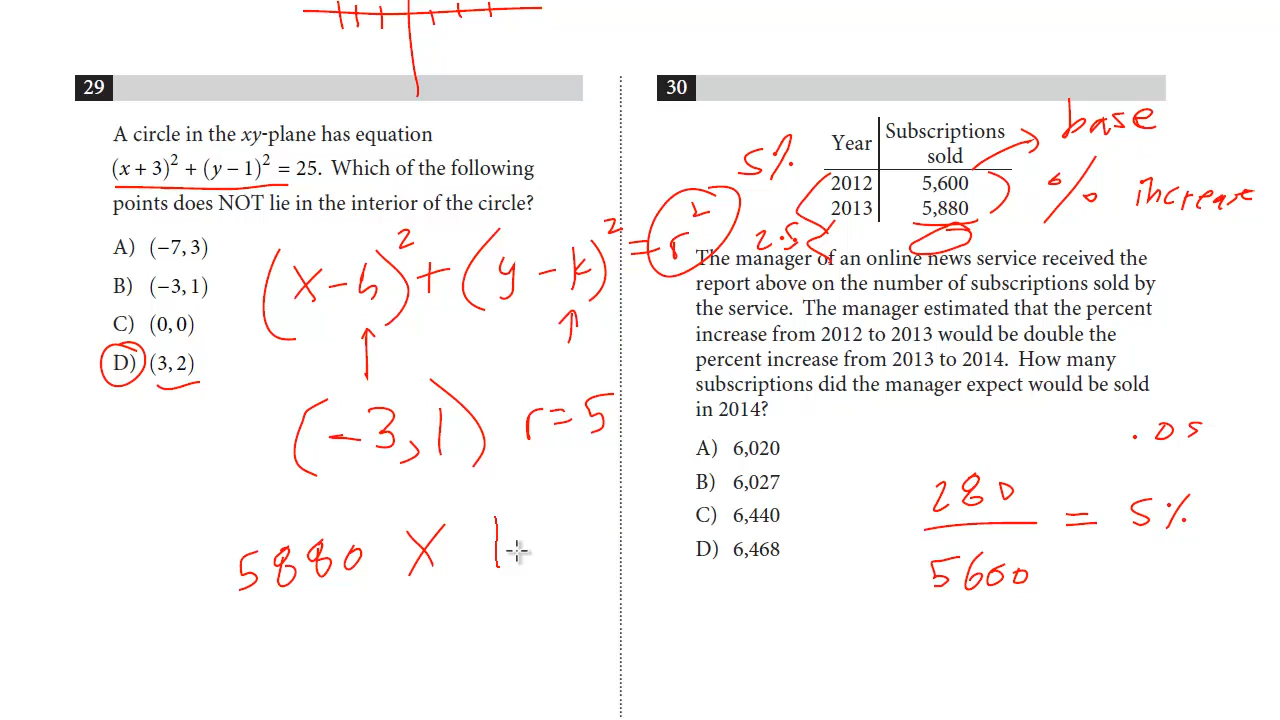 29
A circle in the xy-plane has equation
(x + 3)² + (y − 1)² = 25. Which of the following
points does NOT lie in the interior of the circle?
A) (−7, 3)
B) (−3, 1)
C) (0, 0)
D) (3, 2)
(x − h)² + (y − k)² = r²
(−3, 1) r = 5
5880 × 1
30
Year Subscriptions sold
2012 5,600
2013 5,880
base
% increase
5%
2.5
The manager of an online news service received the
report above on the number of subscriptions sold by
the service. The manager estimated that the percent
increase from 2012 to 2013 would be double the
percent increase from 2013 to 2014. How many
subscriptions did the manager expect would be sold
in 2014?
A) 6,020
B) 6,027
C) 6,440
D) 6,468
.05
280
5600
= 5%